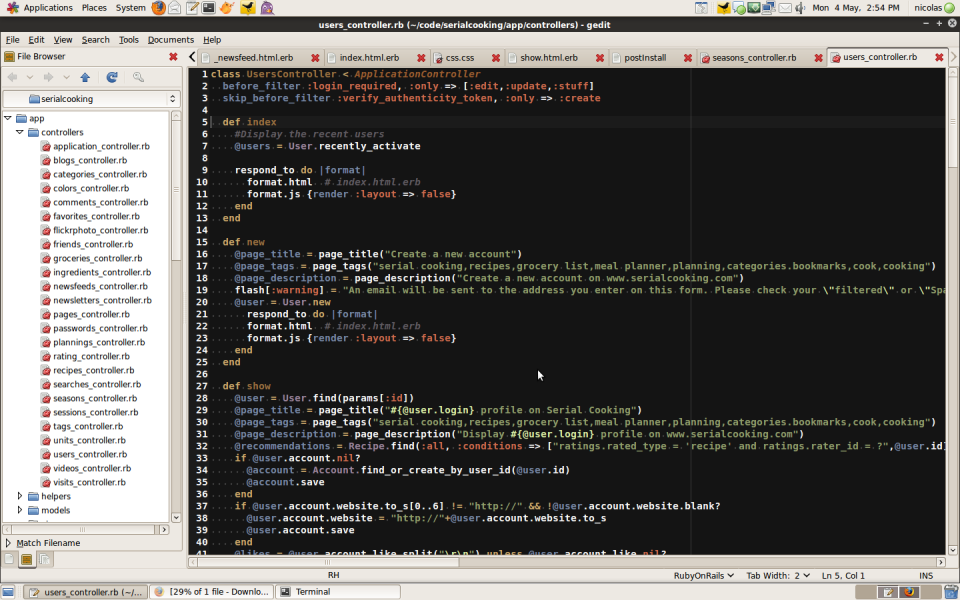 Applications Places System Mon 4 May, 2:54 PM nicolas
users_controller.rb (~/code/serialcooking/app/controllers) - gedit
File Edit View Search Tools Documents Help
File Browser
_newsfeed.html.erb index.html.erb css.css show.html.erb postInstall seasons_controller.rb users_controller.rb
serialcooking
app
controllers
application_controller.rb
blogs_controller.rb
categories_controller.rb
colors_controller.rb
comments_controller.rb
favorites_controller.rb
flickrphoto_controller.rb
friends_controller.rb
groceries_controller.rb
ingredients_controller.rb
newsfeeds_controller.rb
newsletters_controller.rb
pages_controller.rb
passwords_controller.rb
plannings_controller.rb
rating_controller.rb
recipes_controller.rb
searches_controller.rb
seasons_controller.rb
sessions_controller.rb
tags_controller.rb
units_controller.rb
users_controller.rb
videos_controller.rb
visits_controller.rb
helpers
models
Match Filename
1 class UsersController < ApplicationController
2 before_filter :login_required, :only => [:edit,:update,:stuff]
3 skip_before_filter :verify_authenticity_token, :only => :create
4
5 def index
6 #Display the recent users
7 @users = User.recently_activate
8
9 respond_to do |format|
10 format.html # index.html.erb
11 format.js {render :layout => false}
12 end
13 end
14
15 def new
16 @page_title = page_title("Create a new account")
17 @page_tags = page_tags("serial cooking,recipes,grocery list,meal planner,planning,categories.bookmarks,cook,cooking")
18 @page_description = page_description("Create a new account on www.serialcooking.com")
19 flash[:warning] = "An email will be sent to the address you enter on this form. Please check your \"filtered\" or \"Spa
20 @user = User.new
21 respond_to do |format|
22 format.html # index.html.erb
23 format.js {render :layout => false}
24 end
25 end
26
27 def show
28 @user = User.find(params[:id])
29 @page_title = page_title("#{@user.login} profile on Serial Cooking")
30 @page_tags = page_tags("serial cooking,recipes,grocery list,meal planner,planning,categories.bookmarks,cook,cooking")
31 @page_description = page_description("Display #{@user.login} profile on www.serialcooking.com")
32 @recommendations = Recipe.find(:all, :conditions => ["ratings.rated_type = 'recipe' and ratings.rater_id = ?",@user.id]
33 if @user.account.nil?
34 @account = Account.find_or_create_by_user_id(@user.id)
35 @account.save
36 end
37 if @user.account.website.to_s[0..6] != "http://" && !@user.account.website.blank?
38 @user.account.website = "http://"+@user.account.website.to_s
39 @user.account.save
40 end
41 @likes = @user.account.like.split("\r\n") unless @user.account.like.nil?
RH RubyOnRails Tab Width: 2 Ln 5, Col 1 INS
users_controller.rb (~/... [29% of 1 file - Downlo... Terminal